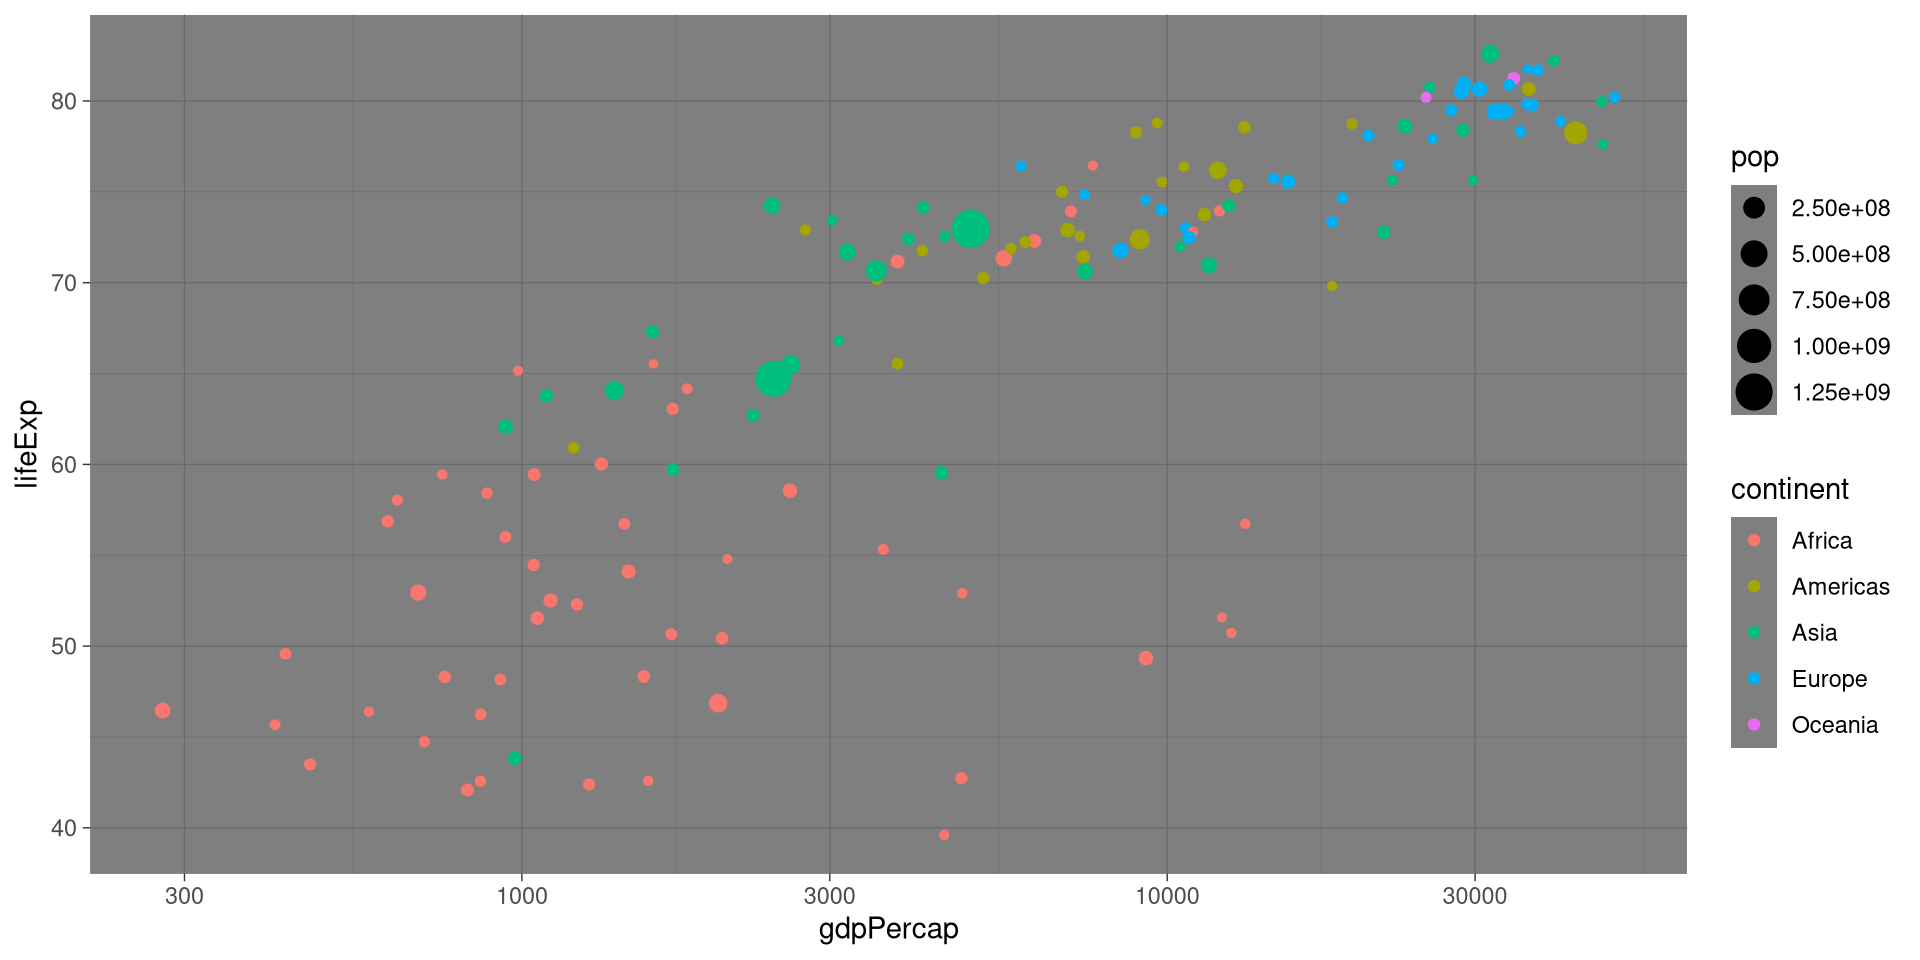 80
70
60
50
40
lifeExp
300
1000
3000
10000
30000
gdpPercap
pop
2.50e+08
5.00e+08
7.50e+08
1.00e+09
1.25e+09
continent
Africa
Americas
Asia
Europe
Oceania